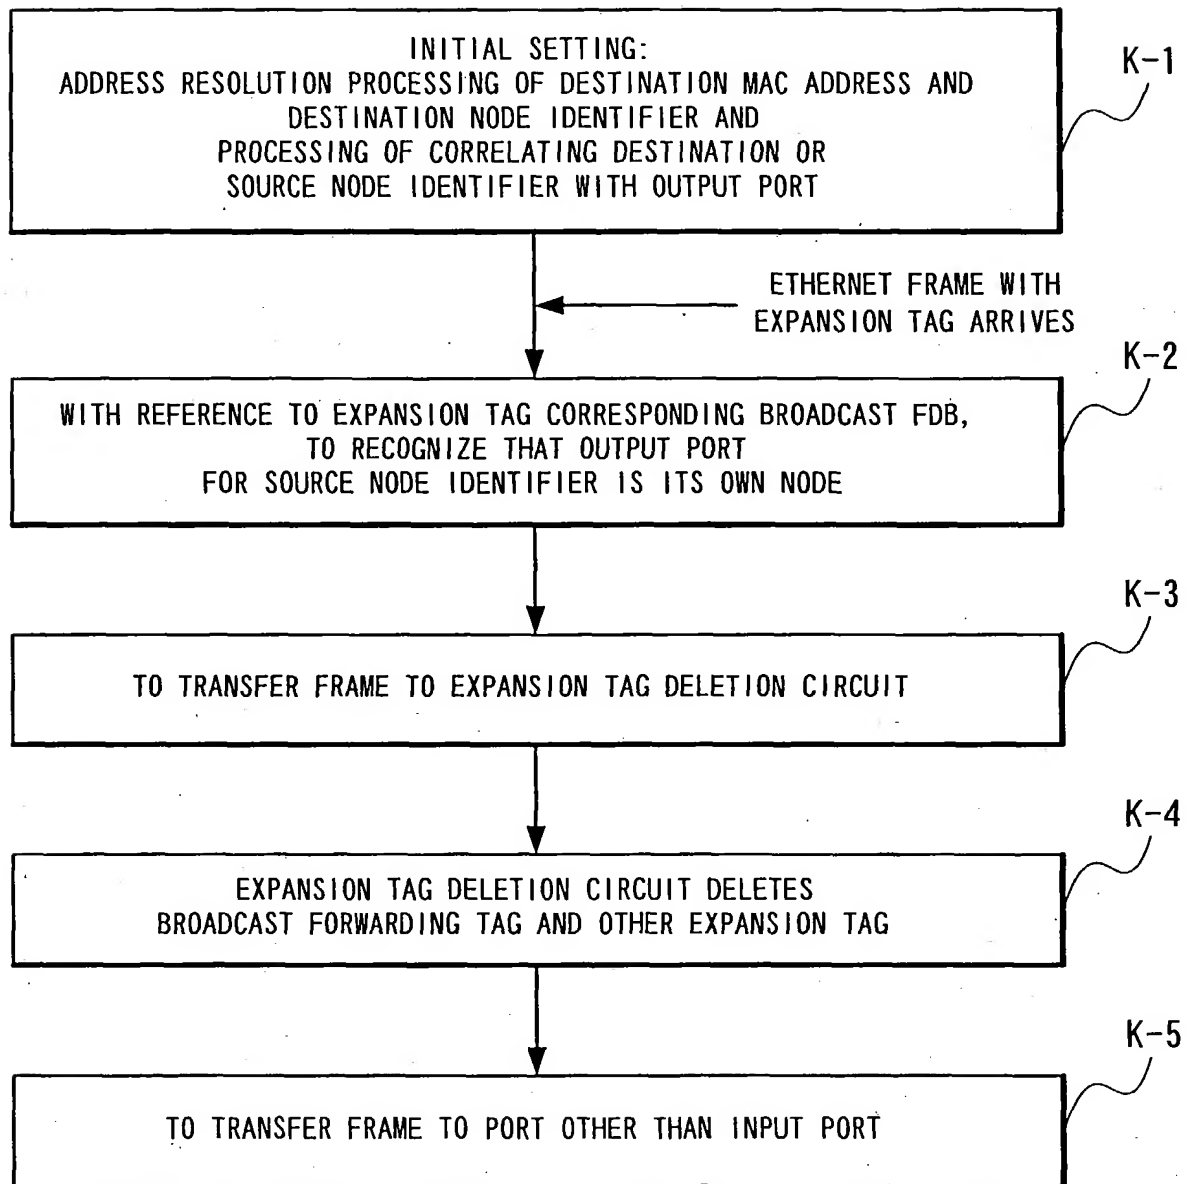 INITIAL SETTING:
ADDRESS RESOLUTION PROCESSING OF DESTINATION MAC ADDRESS AND
DESTINATION NODE IDENTIFIER AND
PROCESSING OF CORRELATING DESTINATION OR
SOURCE NODE IDENTIFIER WITH OUTPUT PORT
K-1
ETHERNET FRAME WITH
EXPANSION TAG ARRIVES
K-2
WITH REFERENCE TO EXPANSION TAG CORRESPONDING BROADCAST FDB,
TO RECOGNIZE THAT OUTPUT PORT
FOR SOURCE NODE IDENTIFIER IS ITS OWN NODE
K-3
TO TRANSFER FRAME TO EXPANSION TAG DELETION CIRCUIT
K-4
EXPANSION TAG DELETION CIRCUIT DELETES
BROADCAST FORWARDING TAG AND OTHER EXPANSION TAG
K-5
TO TRANSFER FRAME TO PORT OTHER THAN INPUT PORT